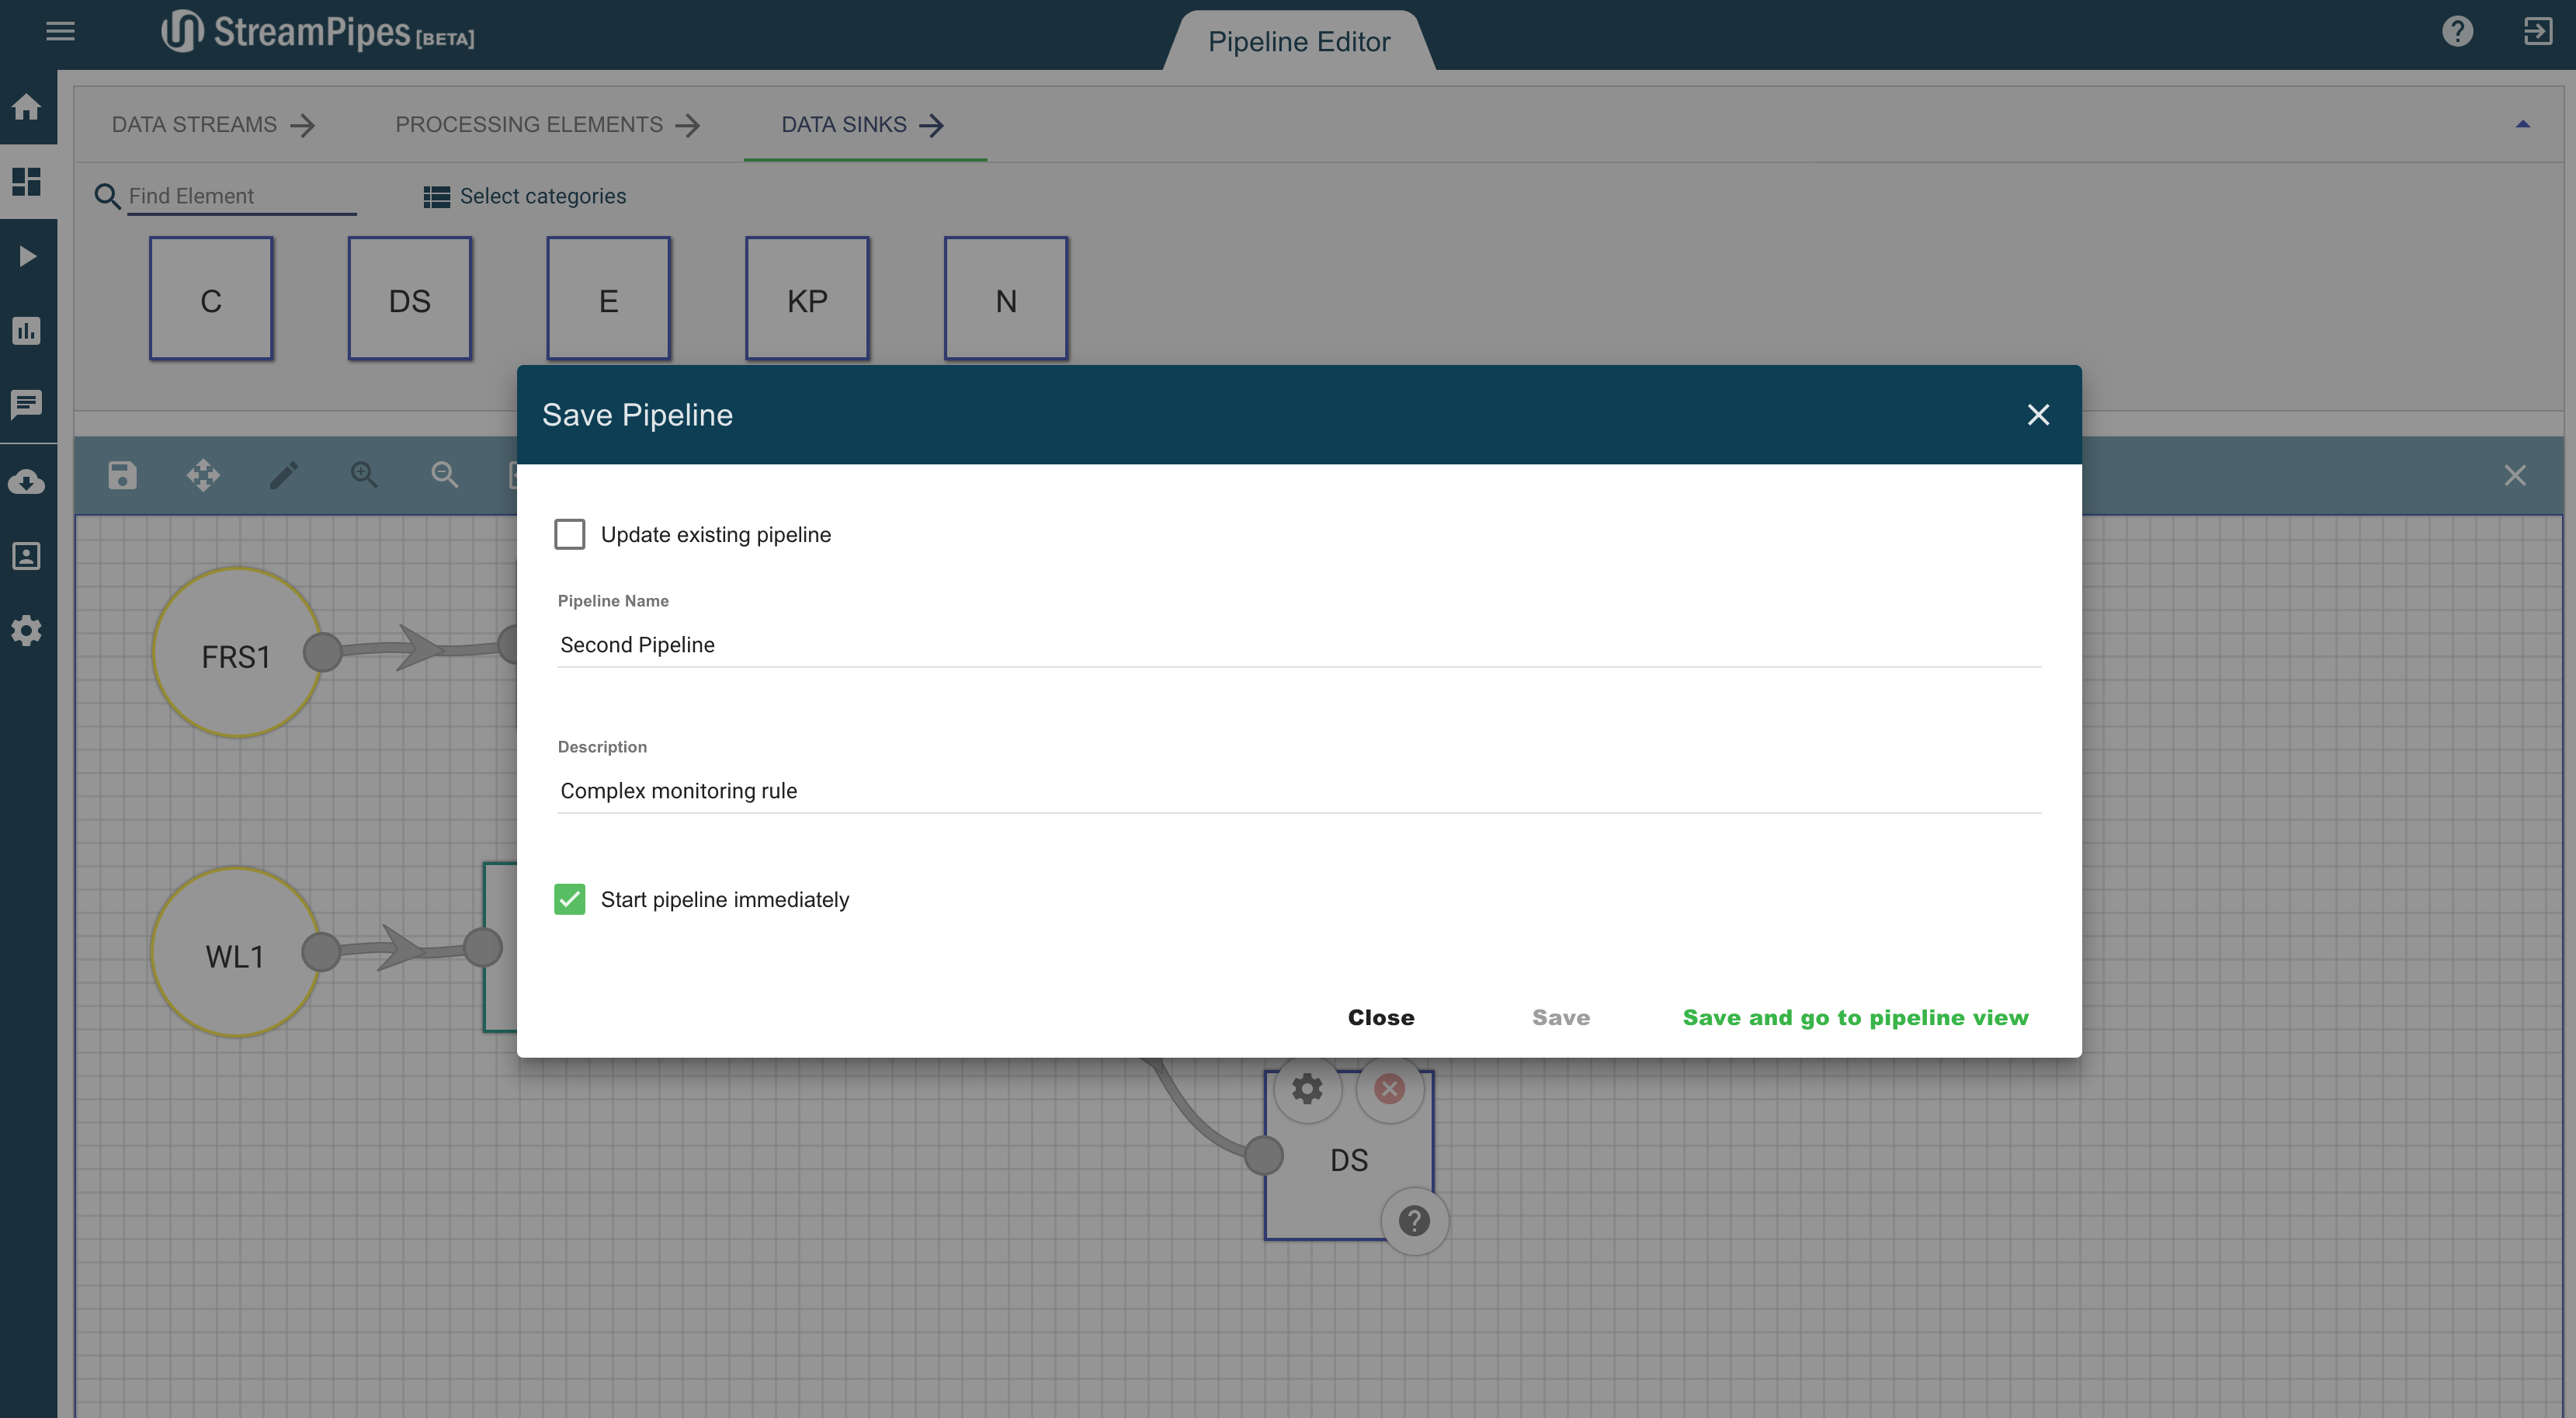 StreamPipes [BETA]
Pipeline Editor
DATA STREAMS
PROCESSING ELEMENTS
DATA SINKS
Find Element
Select categories
C
DS
E
KP
N
Save Pipeline
Update existing pipeline
Pipeline Name
Second Pipeline
Description
Complex monitoring rule
Start pipeline immediately
Close
Save
Save and go to pipeline view
FRS1
WL1
DS